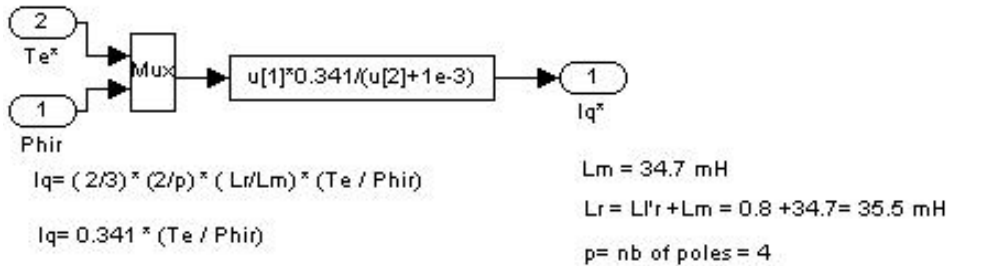 2
Te*
Mux
u[1]*0.341/(u[2]+1e-3)
1
Iq*
1
Phir
Iq= ( 2/3) * (2/p) * ( Lr/Lm) * (Te / Phir)
Iq= 0.341 * (Te / Phir)
Lm = 34.7 mH
Lr = Ll'r +Lm = 0.8 +34.7= 35.5 mH
p= nb of poles = 4